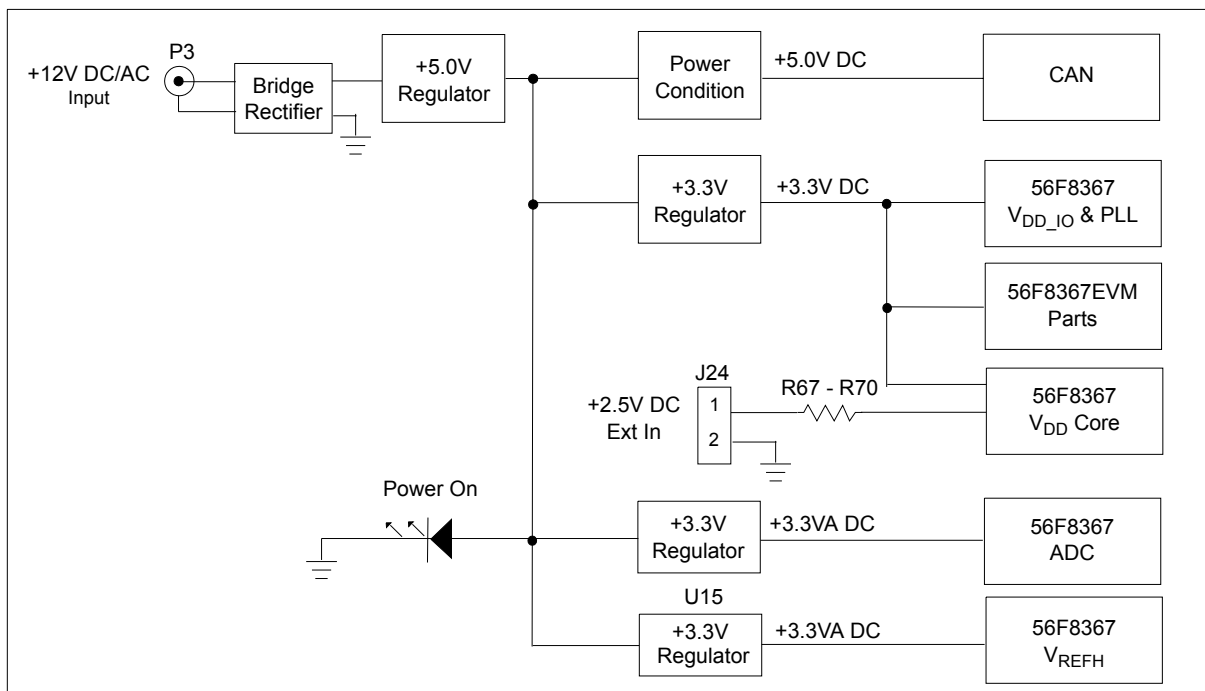 P3
+12V DC/AC
Input
Bridge
Rectifier
+5.0V
Regulator
Power
Condition
+5.0V DC
CAN
+3.3V
Regulator
+3.3V DC
56F8367
VDD_IO & PLL
56F8367EVM
Parts
J24
+2.5V DC
Ext In
1
2
R67 - R70
56F8367
VDD Core
Power On
+3.3V
Regulator
+3.3VA DC
56F8367
ADC
U15
+3.3V
Regulator
+3.3VA DC
56F8367
VREFH